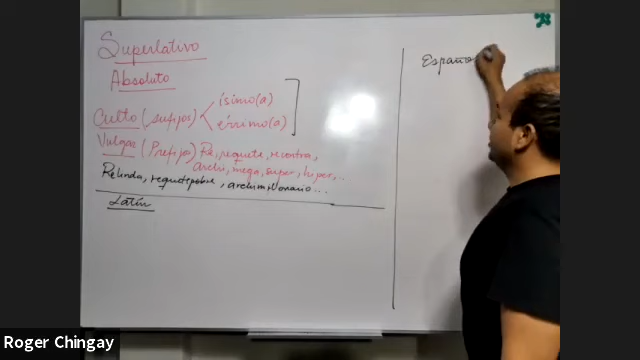 Superlativo
Absoluto
Culto (sufijos) < ísimo(a)
érrimo(a)
Vulgar (Prefijos) Re, requete, recontra,
archi, mega, super, hiper, ...
Relinda, requetepobre, archimillonario...
Latín
Españo
Roger Chingay